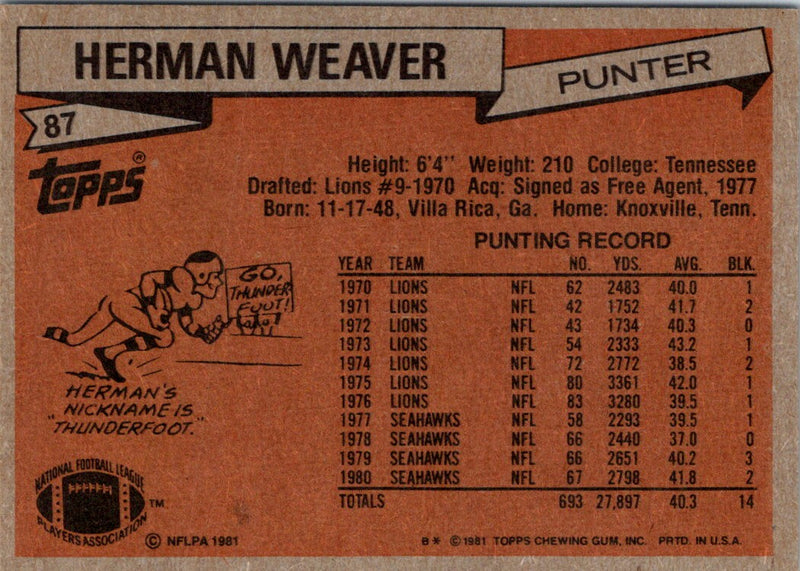 HERMAN WEAVER
PUNTER
87
Topps®
Height: 6'4" Weight: 210 College: Tennessee
Drafted: Lions #9-1970 Acq: Signed as Free Agent, 1977
Born: 11-17-48, Villa Rica, Ga. Home: Knoxville, Tenn.
PUNTING RECORD
YEAR TEAM NO. YDS. AVG. BLK.
1970 LIONS NFL 62 2483 40.0 1
1971 LIONS NFL 42 1752 41.7 2
1972 LIONS NFL 43 1734 40.3 0
1973 LIONS NFL 54 2333 43.2 1
1974 LIONS NFL 72 2772 38.5 2
1975 LIONS NFL 80 3361 42.0 1
1976 LIONS NFL 83 3280 39.5 1
1977 SEAHAWKS NFL 58 2293 39.5 1
1978 SEAHAWKS NFL 66 2440 37.0 0
1979 SEAHAWKS NFL 66 2651 40.2 3
1980 SEAHAWKS NFL 67 2798 41.8 2
TOTALS 693 27,897 40.3 14
GO,
THUNDER
FOOT!
HERMAN'S
NICKNAME IS
"THUNDERFOOT."
NATIONAL FOOTBALL LEAGUE
PLAYERS ASSOCIATION
TM
© NFLPA 1981
B* © 1981 TOPPS CHEWING GUM, INC. PRTD. IN U.S.A.